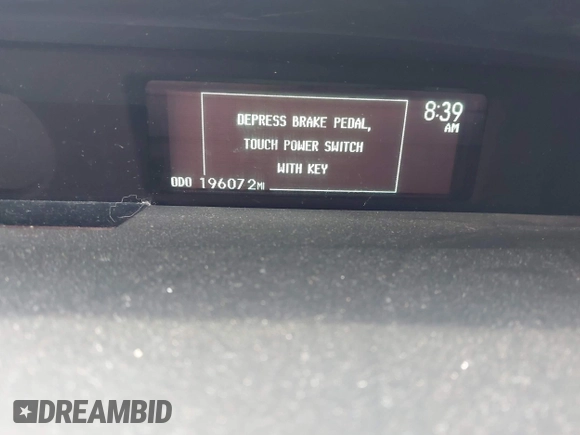 8:39
AM
DEPRESS BRAKE PEDAL,
TOUCH POWER SWITCH
WITH KEY
ODO 196072MI
DREAMBID